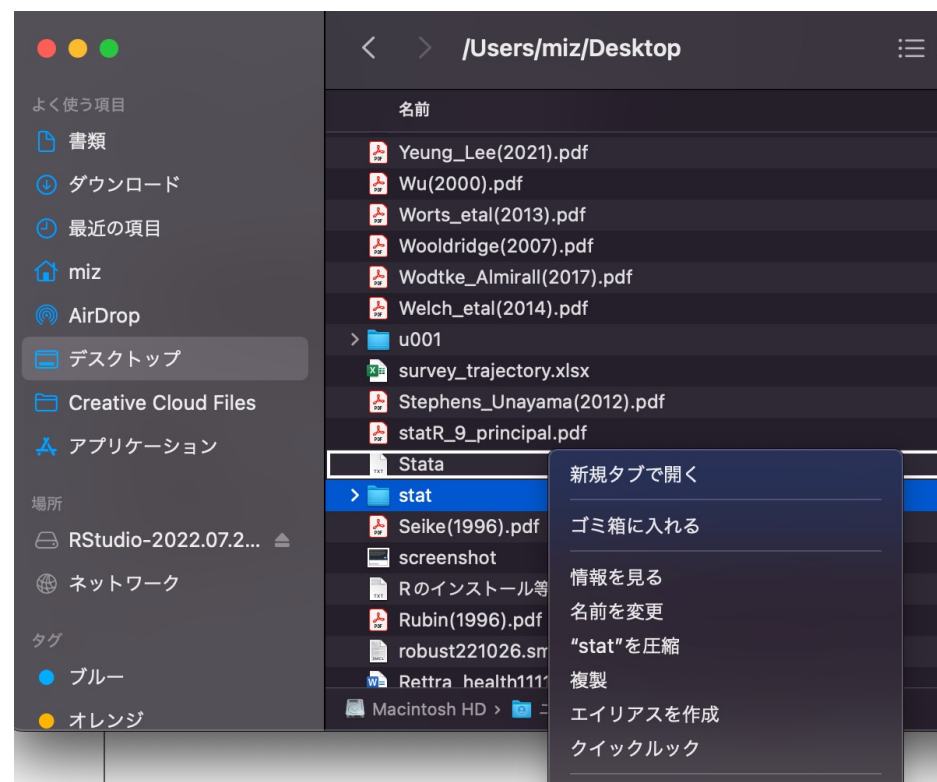 /Users/miz/Desktop
よく使う項目
書類
ダウンロード
最近の項目
miz
AirDrop
デスクトップ
Creative Cloud Files
アプリケーション
場所
RStudio-2022.07.2...
ネットワーク
タグ
ブルー
オレンジ
名前
Yeung_Lee(2021).pdf
Wu(2000).pdf
Worts_etal(2013).pdf
Wooldridge(2007).pdf
Wodtke_Almirall(2017).pdf
Welch_etal(2014).pdf
u001
survey_trajectory.xlsx
Stephens_Unayama(2012).pdf
statR_9_principal.pdf
Stata
stat
Seike(1996).pdf
screenshot
Rのインストール等
Rubin(1996).pdf
robust221026.sm
Rettra_health111
Macintosh HD ›
新規タブで開く
ゴミ箱に入れる
情報を見る
名前を変更
“stat”を圧縮
複製
エイリアスを作成
クイックルック